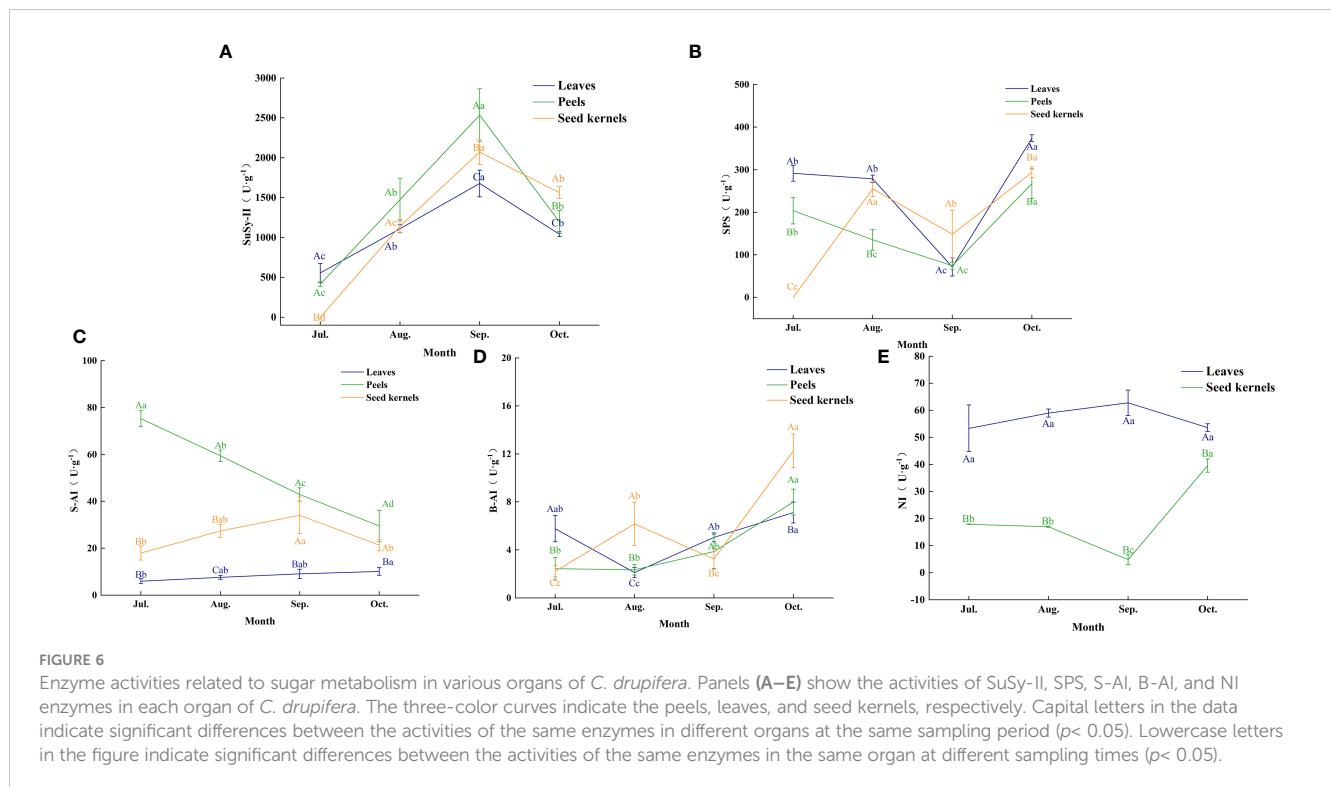 A
SuSy-II ( U·g⁻¹)
3000
2500
2000
1500
1000
500
0
Leaves
Peels
Seed kernels
Ac
Ac
Bd
Ab
Ac
Ab
Aa
Ba
Ca
Ab
Bb
Cb
Jul. Aug. Sep. Oct.
Month
B
SPS ( U·g⁻¹)
500
400
300
200
100
0
Leaves
Peels
Seed kernels
Ab
Bb
Cc
Ab
Aa
Bc
Ab
Ac
Ac
Aa
Ba
Ba
Jul. Aug. Sep. Oct.
Month
C
S-AI ( U·g⁻¹)
100
80
60
40
20
0
Leaves
Peels
Seed kernels
Aa
Bb
Bb
Ab
Bab
Cab
Ac
Aa
Bab
Ad
Ab
Ba
Jul. Aug. Sep. Oct.
Month
D
B-AI ( U·g⁻¹)
20
16
12
8
4
0
Leaves
Peels
Seed kernels
Aab
Bb
Cc
Ab
Bb
Cc
Ab
Ab
Bc
Aa
Aa
Ba
Jul. Aug. Sep. Oct.
Month
E
NI ( U·g⁻¹)
80
70
60
50
40
30
20
10
0
-10
Leaves
Seed kernels
Aa
Bb
Aa
Bb
Aa
Bc
Aa
Ba
Jul. Aug. Sep. Oct.
Month
FIGURE 6
Enzyme activities related to sugar metabolism in various organs of C. drupifera. Panels (A–E) show the activities of SuSy-II, SPS, S-AI, B-AI, and NI
enzymes in each organ of C. drupifera. The three-color curves indicate the peels, leaves, and seed kernels, respectively. Capital letters in the data
indicate significant differences between the activities of the same enzymes in different organs at the same sampling period (p< 0.05). Lowercase letters
in the figure indicate significant differences between the activities of the same enzymes in the same organ at different sampling times (p< 0.05).